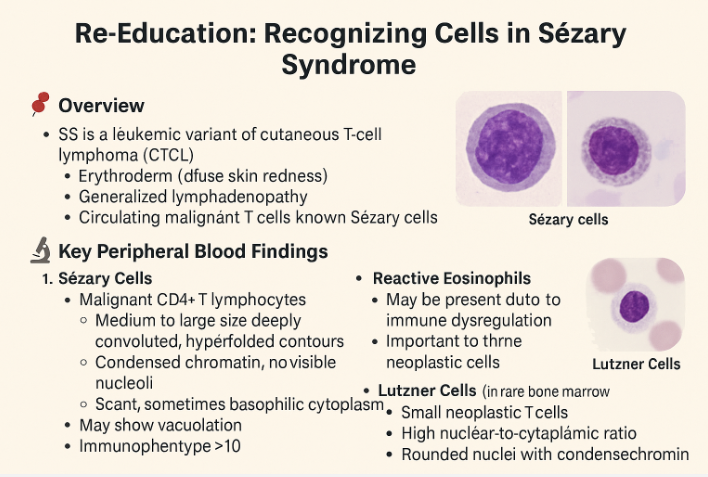 Re-Education: Recognizing Cells in Sézary
Syndrome
Overview
• SS is a léukemic variant of cutaneous T-cell
lymphoma (CTCL)
• Erythroderm (dfuse skin redness)
• Generalized lymphadenopathy
• Circulating malignánt T cells known Sézary cells
Sézary cells
Key Peripheral Blood Findings
1. Sézary Cells
• Malignant CD4+ T lymphocytes
○ Medium to large size deeply
convoluted, hypérfolded contours
○ Condensed chromatin, no visible
nucleoli
○ Scant, sometimes basophilic cytoplasm
• May show vacuolation
• Immunophentype >10
• Reactive Eosinophils
• May be present duto to
immune dysregulation
• Important to thrne
neoplastic cells
Lutzner Cells
• Lutzner Cells (in rare bone marrow
• Small neoplastic T cells
• High nucléar-to-cytaplámic ratio
• Rounded nuclei with condensechromin